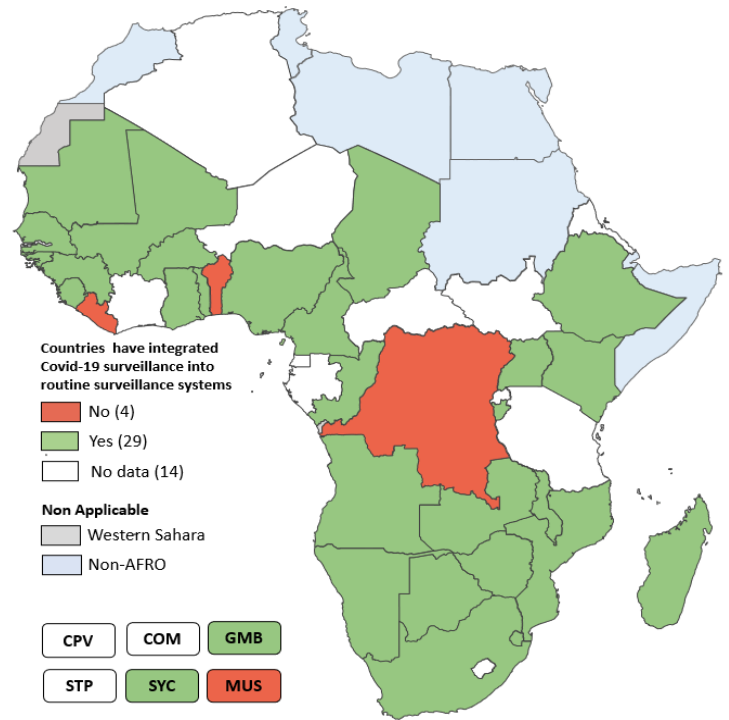 Countries have integrated
Covid-19 surveillance into
routine surveillance systems
No (4)
Yes (29)
No data (14)
Non Applicable
Western Sahara
Non-AFRO
CPV
COM
GMB
STP
SYC
MUS